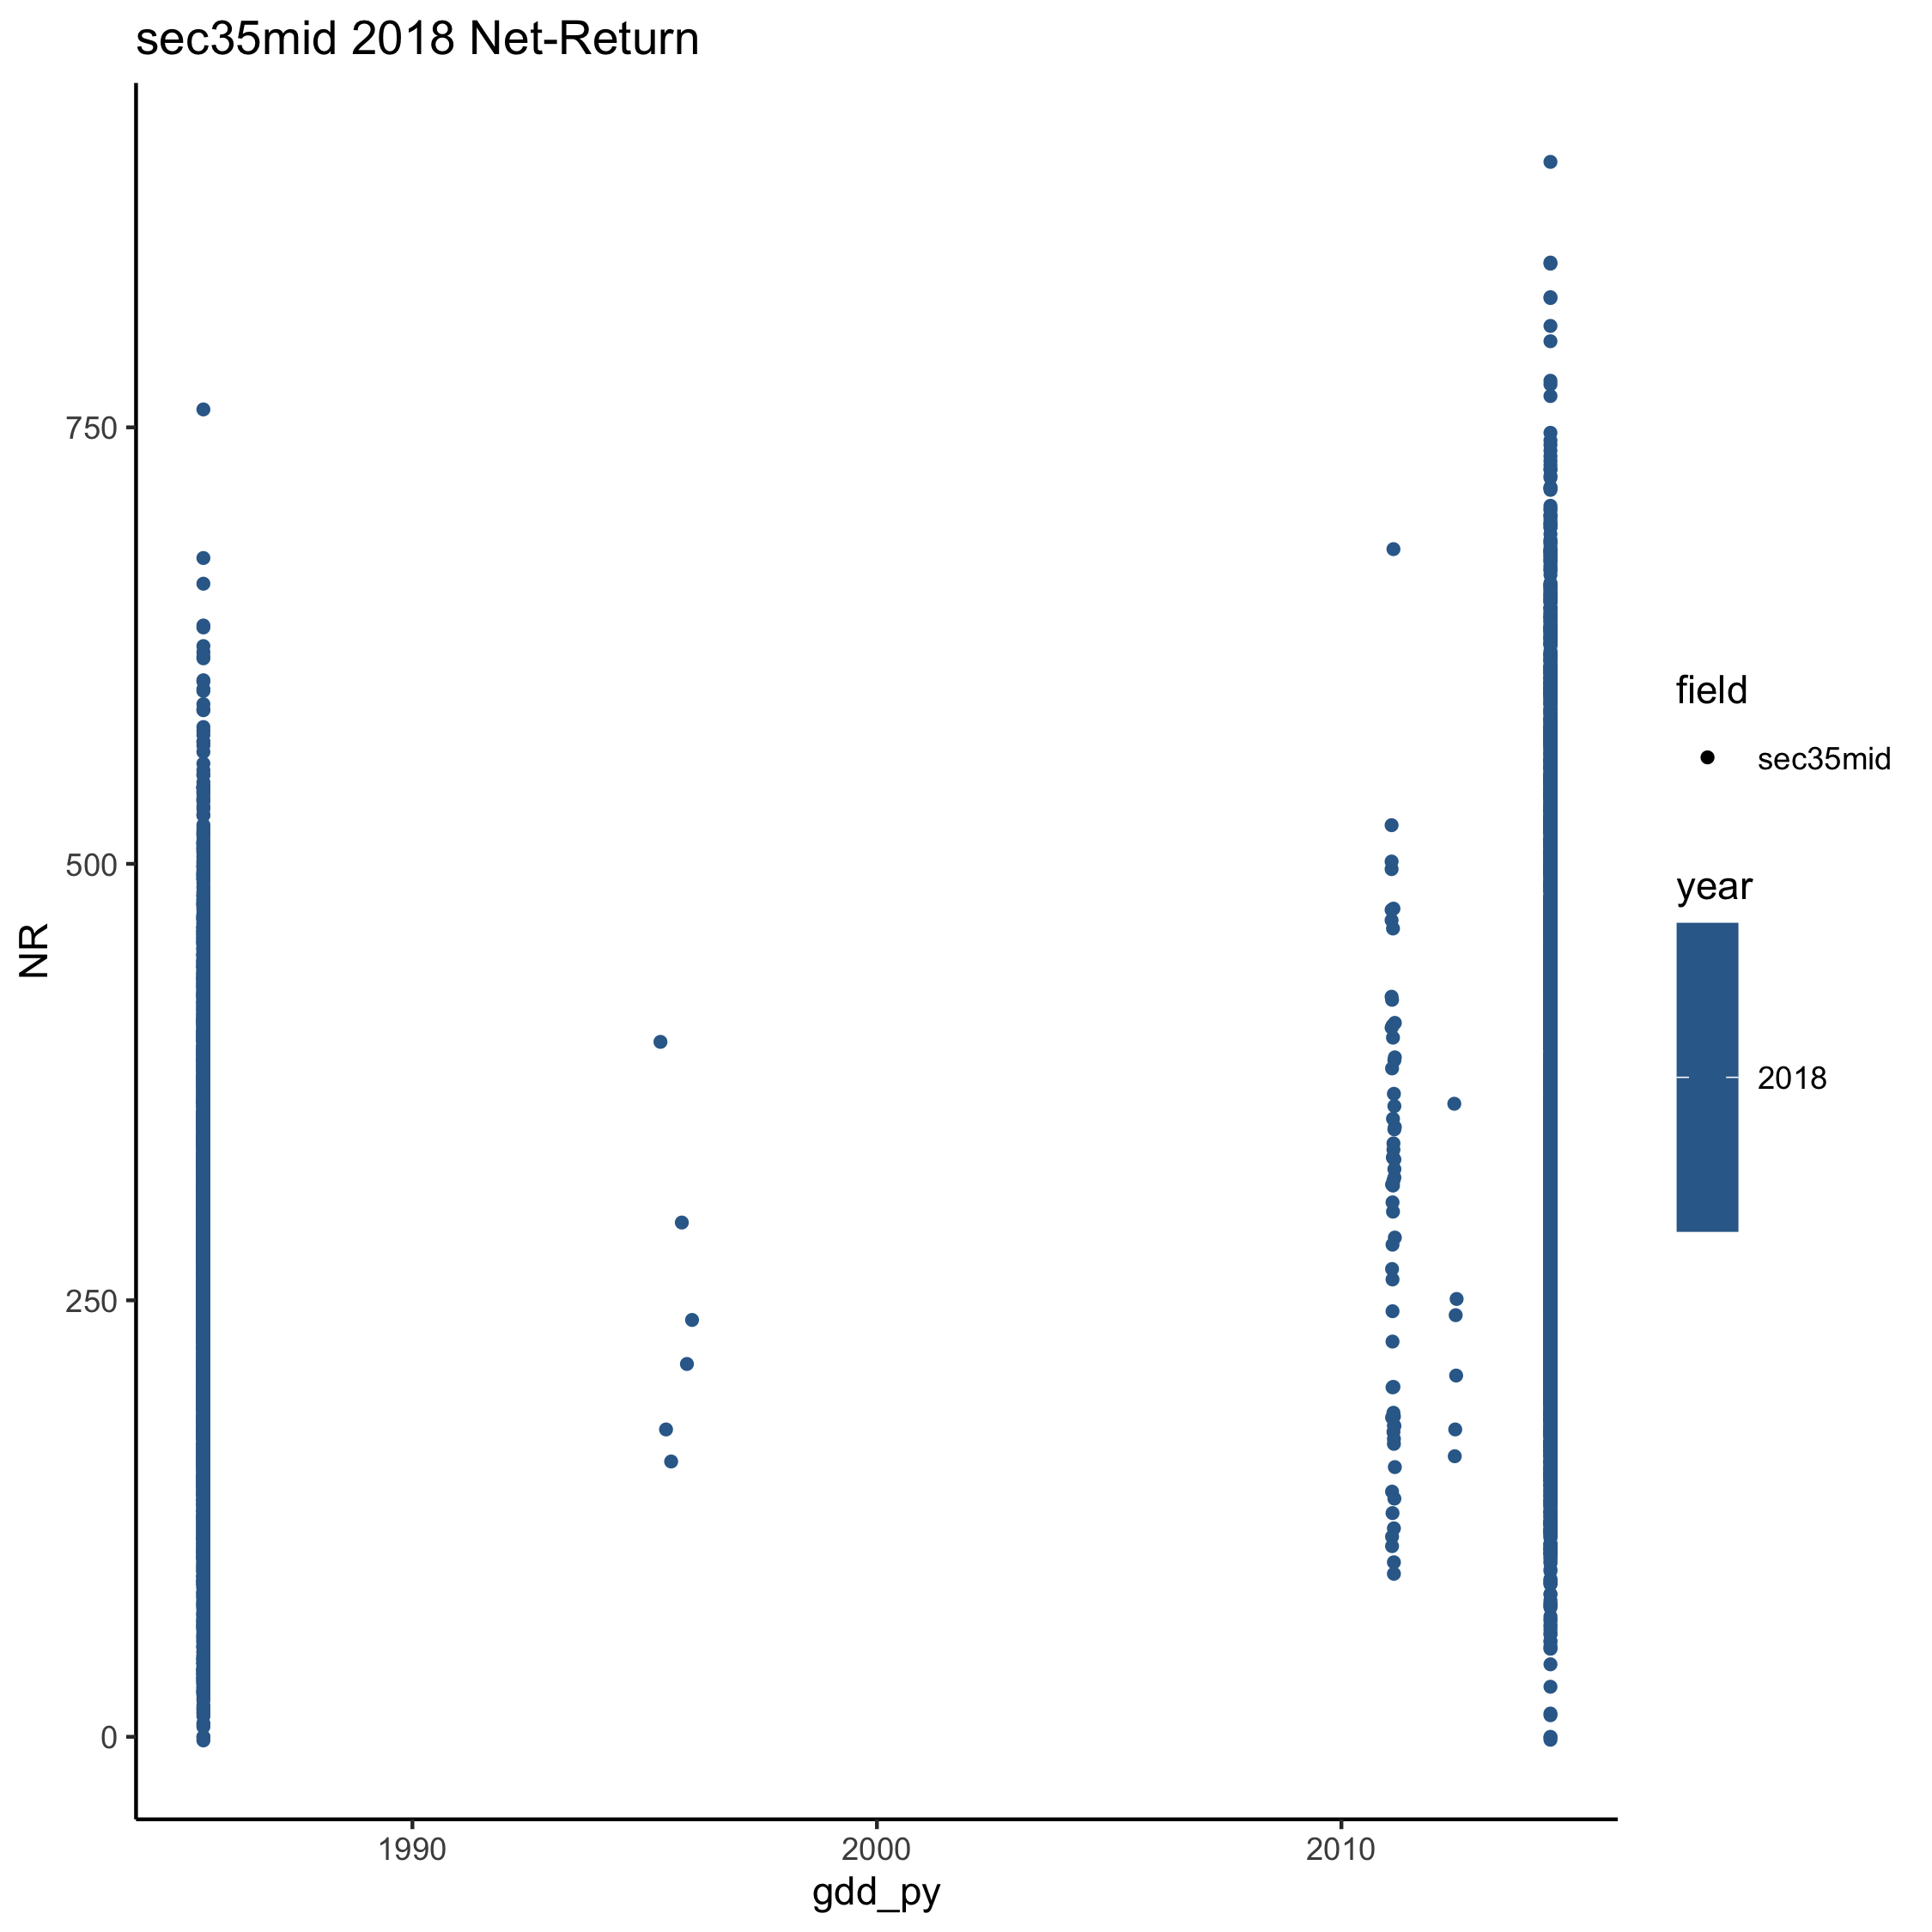 sec35mid 2018 Net-Return
750
500
250
0
NR
1990
2000
2010
gdd_py
field
sec35mid
year
2018